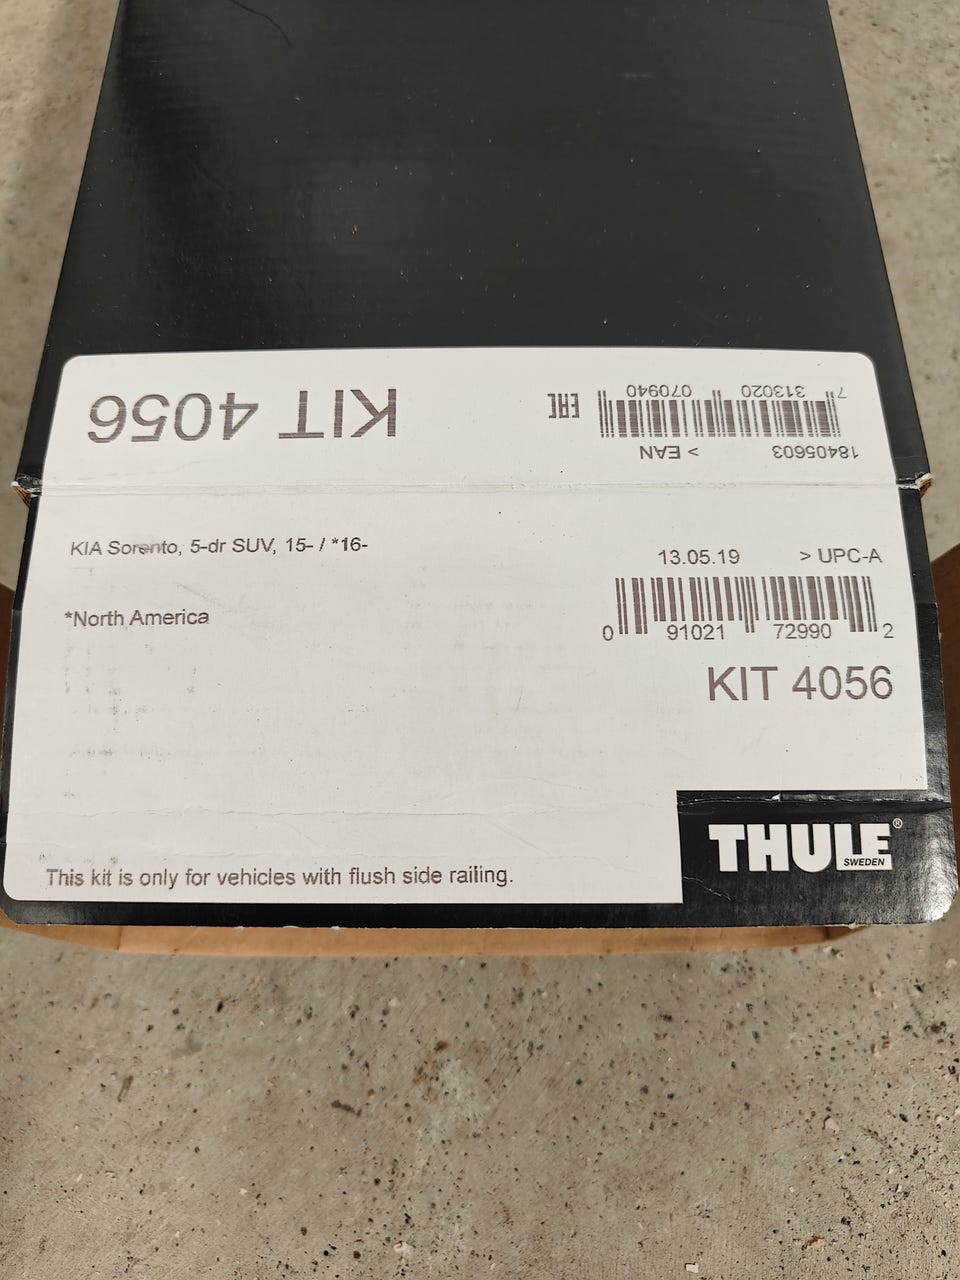 KIT 4056
EAC
7 313020 070940
18405603 > EAN
KIA Sorento, 5-dr SUV, 15- / *16-
*North America
13.05.19 > UPC-A
0 91021 72990 2
KIT 4056
THULE®
SWEDEN
This kit is only for vehicles with flush side railing.